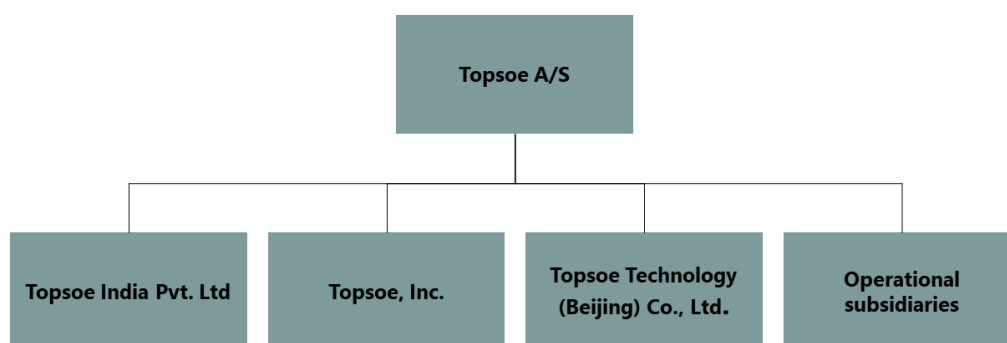 Topsoe A/S
Topsoe India Pvt. Ltd
Topsoe, Inc.
Topsoe Technology
(Beijing) Co., Ltd.
Operational
subsidiaries